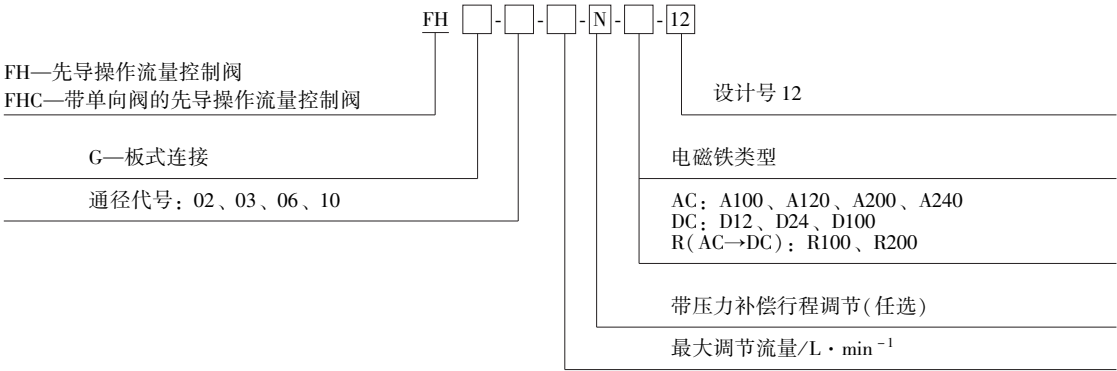 FH □-□-□-N-□-12
FH—先导操作流量控制阀
FHC—带单向阀的先导操作流量控制阀
设计号 12
G—板式连接
电磁铁类型
通径代号：02、03、06、10
AC：A100、A120、A200、A240
DC：D12、D24、D100
R(AC→DC)：R100、R200
带压力补偿行程调节(任选)
最大调节流量/L·min⁻¹